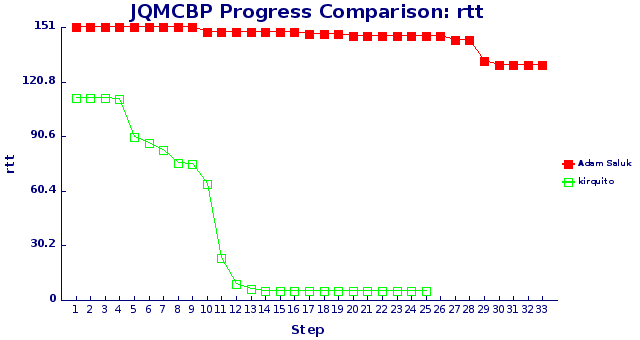 JQMCBP Progress Comparison: rtt
151
120.8
90.6
60.4
30.2
0
rtt
1 2 3 4 5 6 7 8 9 10 11 12 13 14 15 16 17 18 19 20 21 22 23 24 25 26 27 28 29 30 31 32 33
Step
Adam Saluk
kirquito